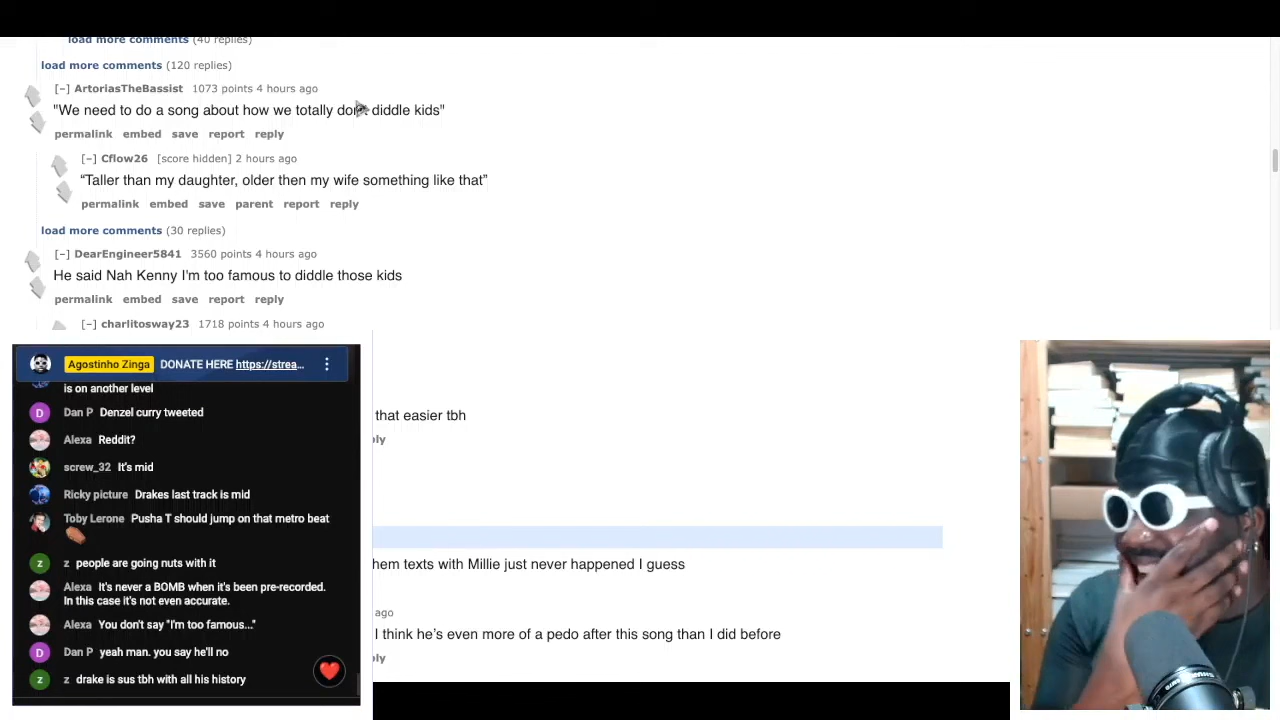 load more comments (40 replies)
load more comments (120 replies)
[–] ArtoriasTheBassist 1073 points 4 hours ago
"We need to do a song about how we totally don't diddle kids"
permalink embed save report reply
[–] Cflow26 [score hidden] 2 hours ago
“Taller than my daughter, older then my wife something like that”
permalink embed save parent report reply
load more comments (30 replies)
[–] DearEngineer5841 3560 points 4 hours ago
He said Nah Kenny I'm too famous to diddle those kids
permalink embed save report reply
[–] charlitosway23 1718 points 4 hours ago
that easier tbh
ply
hem texts with Millie just never happened I guess
ago
I think he’s even more of a pedo after this song than I did before
ply
Agostinho Zinga DONATE HERE https://strea...
is on another level
Dan P Denzel curry tweeted
Alexa Reddit?
screw_32 It's mid
Ricky picture Drakes last track is mid
Toby Lerone Pusha T should jump on that metro beat
z people are going nuts with it
Alexa It's never a BOMB when it's been pre-recorded.
In this case it's not even accurate.
Alexa You don't say "I'm too famous..."
Dan P yeah man. you say he'll no
z drake is sus tbh with all his history